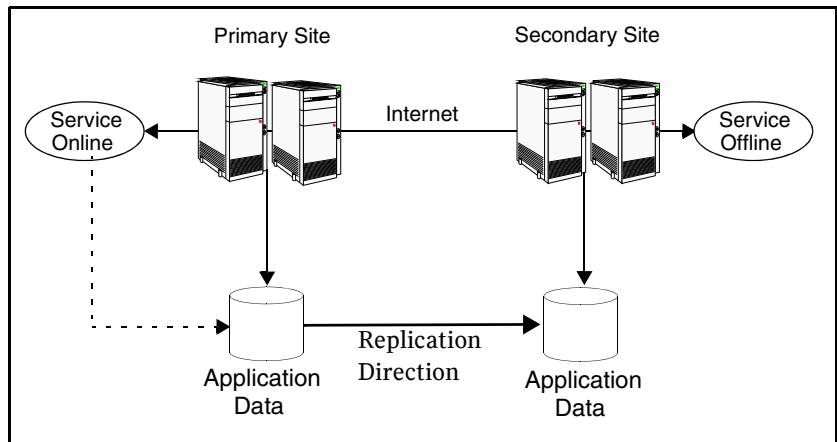 Primary Site
Secondary Site
Service
Online
Internet
Service
Offline
Replication
Direction
Application
Data
Application
Data